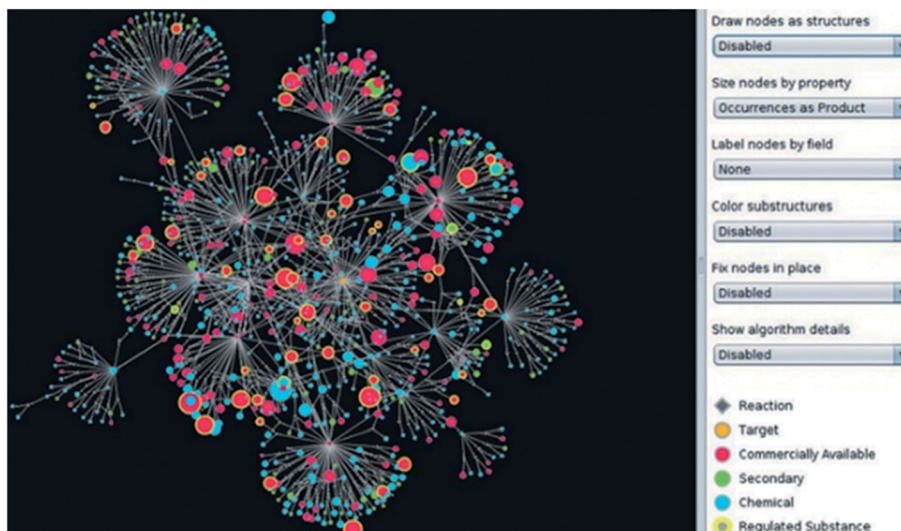 Draw nodes as structures
Disabled
Size nodes by property
Occurrences as Product
Label nodes by field
None
Color substructures
Disabled
Fix nodes in place
Disabled
Show algorithm details
Disabled
Reaction
Target
Commercially Available
Secondary
Chemical
Regulated Substance